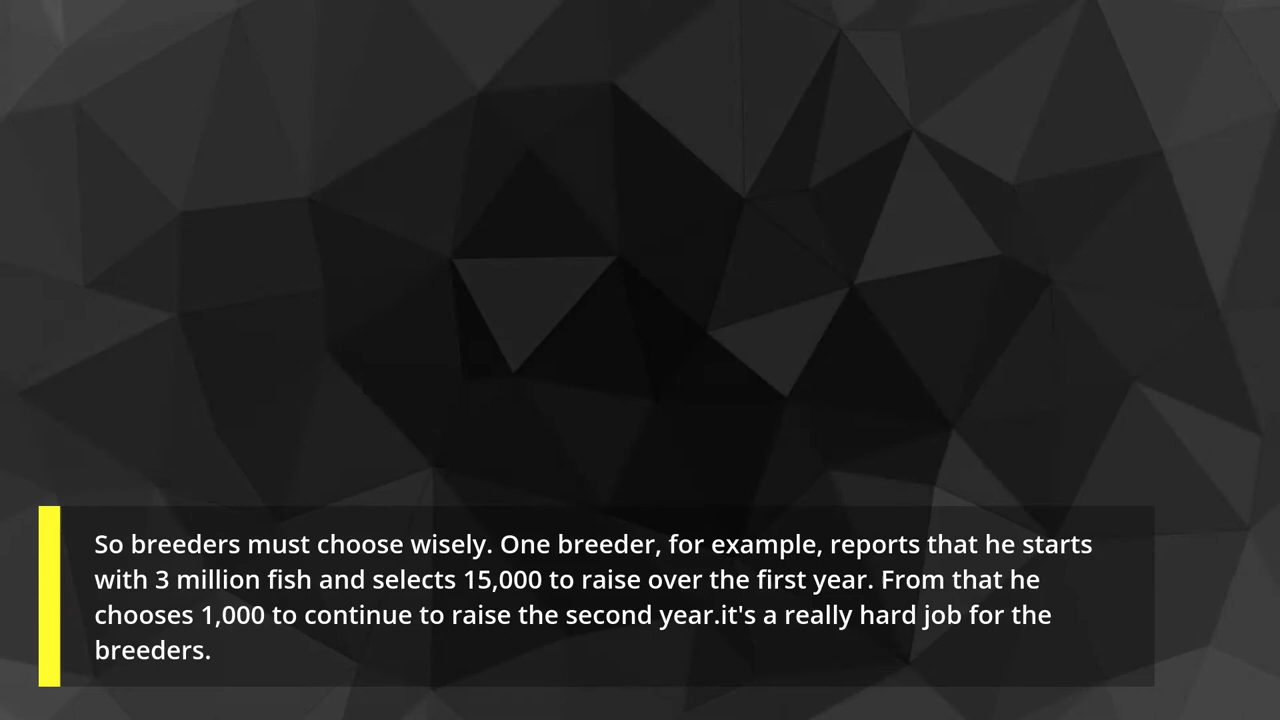 So breeders must choose wisely. One breeder, for example, reports that he starts
with 3 million fish and selects 15,000 to raise over the first year. From that he
chooses 1,000 to continue to raise the second year.it's a really hard job for the
breeders.